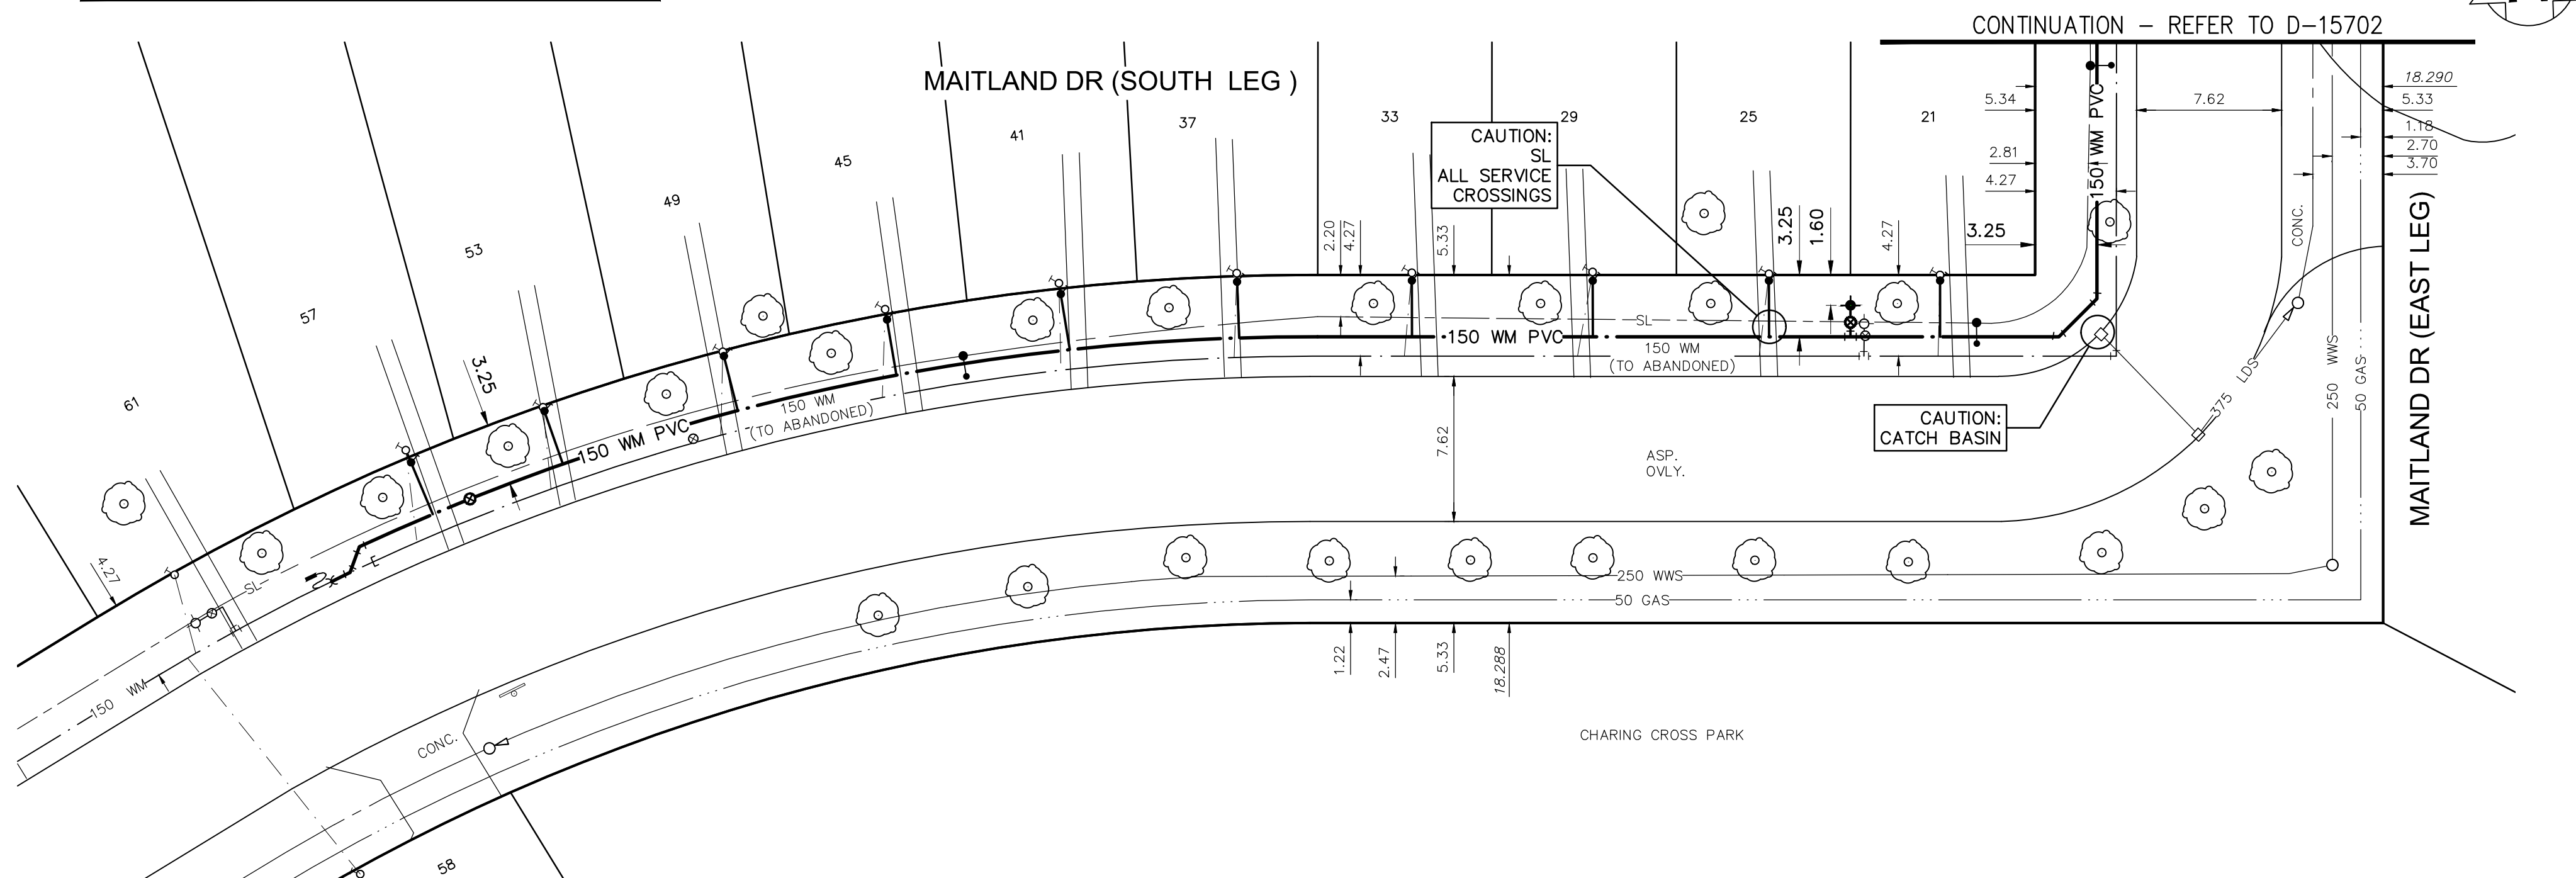 CONTINUATION - REFER TO D-15702
MAITLAND DR (SOUTH LEG )
18.290
5.33
1.18
2.70
3.70
5.34
2.81
4.27
7.62
150 WM PVC
3.25
CONC.
MAITLAND DR (EAST LEG)
61
57
53
49
45
41
37
33
29
25
21
CAUTION:
SL
ALL SERVICE
CROSSINGS
2.20
4.27
5.33
3.25
1.60
4.27
SL
150 WM PVC
150 WM
(TO ABANDONED)
3.25
150 WM PVC
150 WM
(TO ABANDONED)
4.27
SL
150 WM
7.62
ASP.
OVLY.
CAUTION:
CATCH BASIN
375 LDS
250 WWS
50 GAS
250 WWS
50 GAS
1.22
2.47
5.33
18.288
CONC.
CHARING CROSS PARK
58